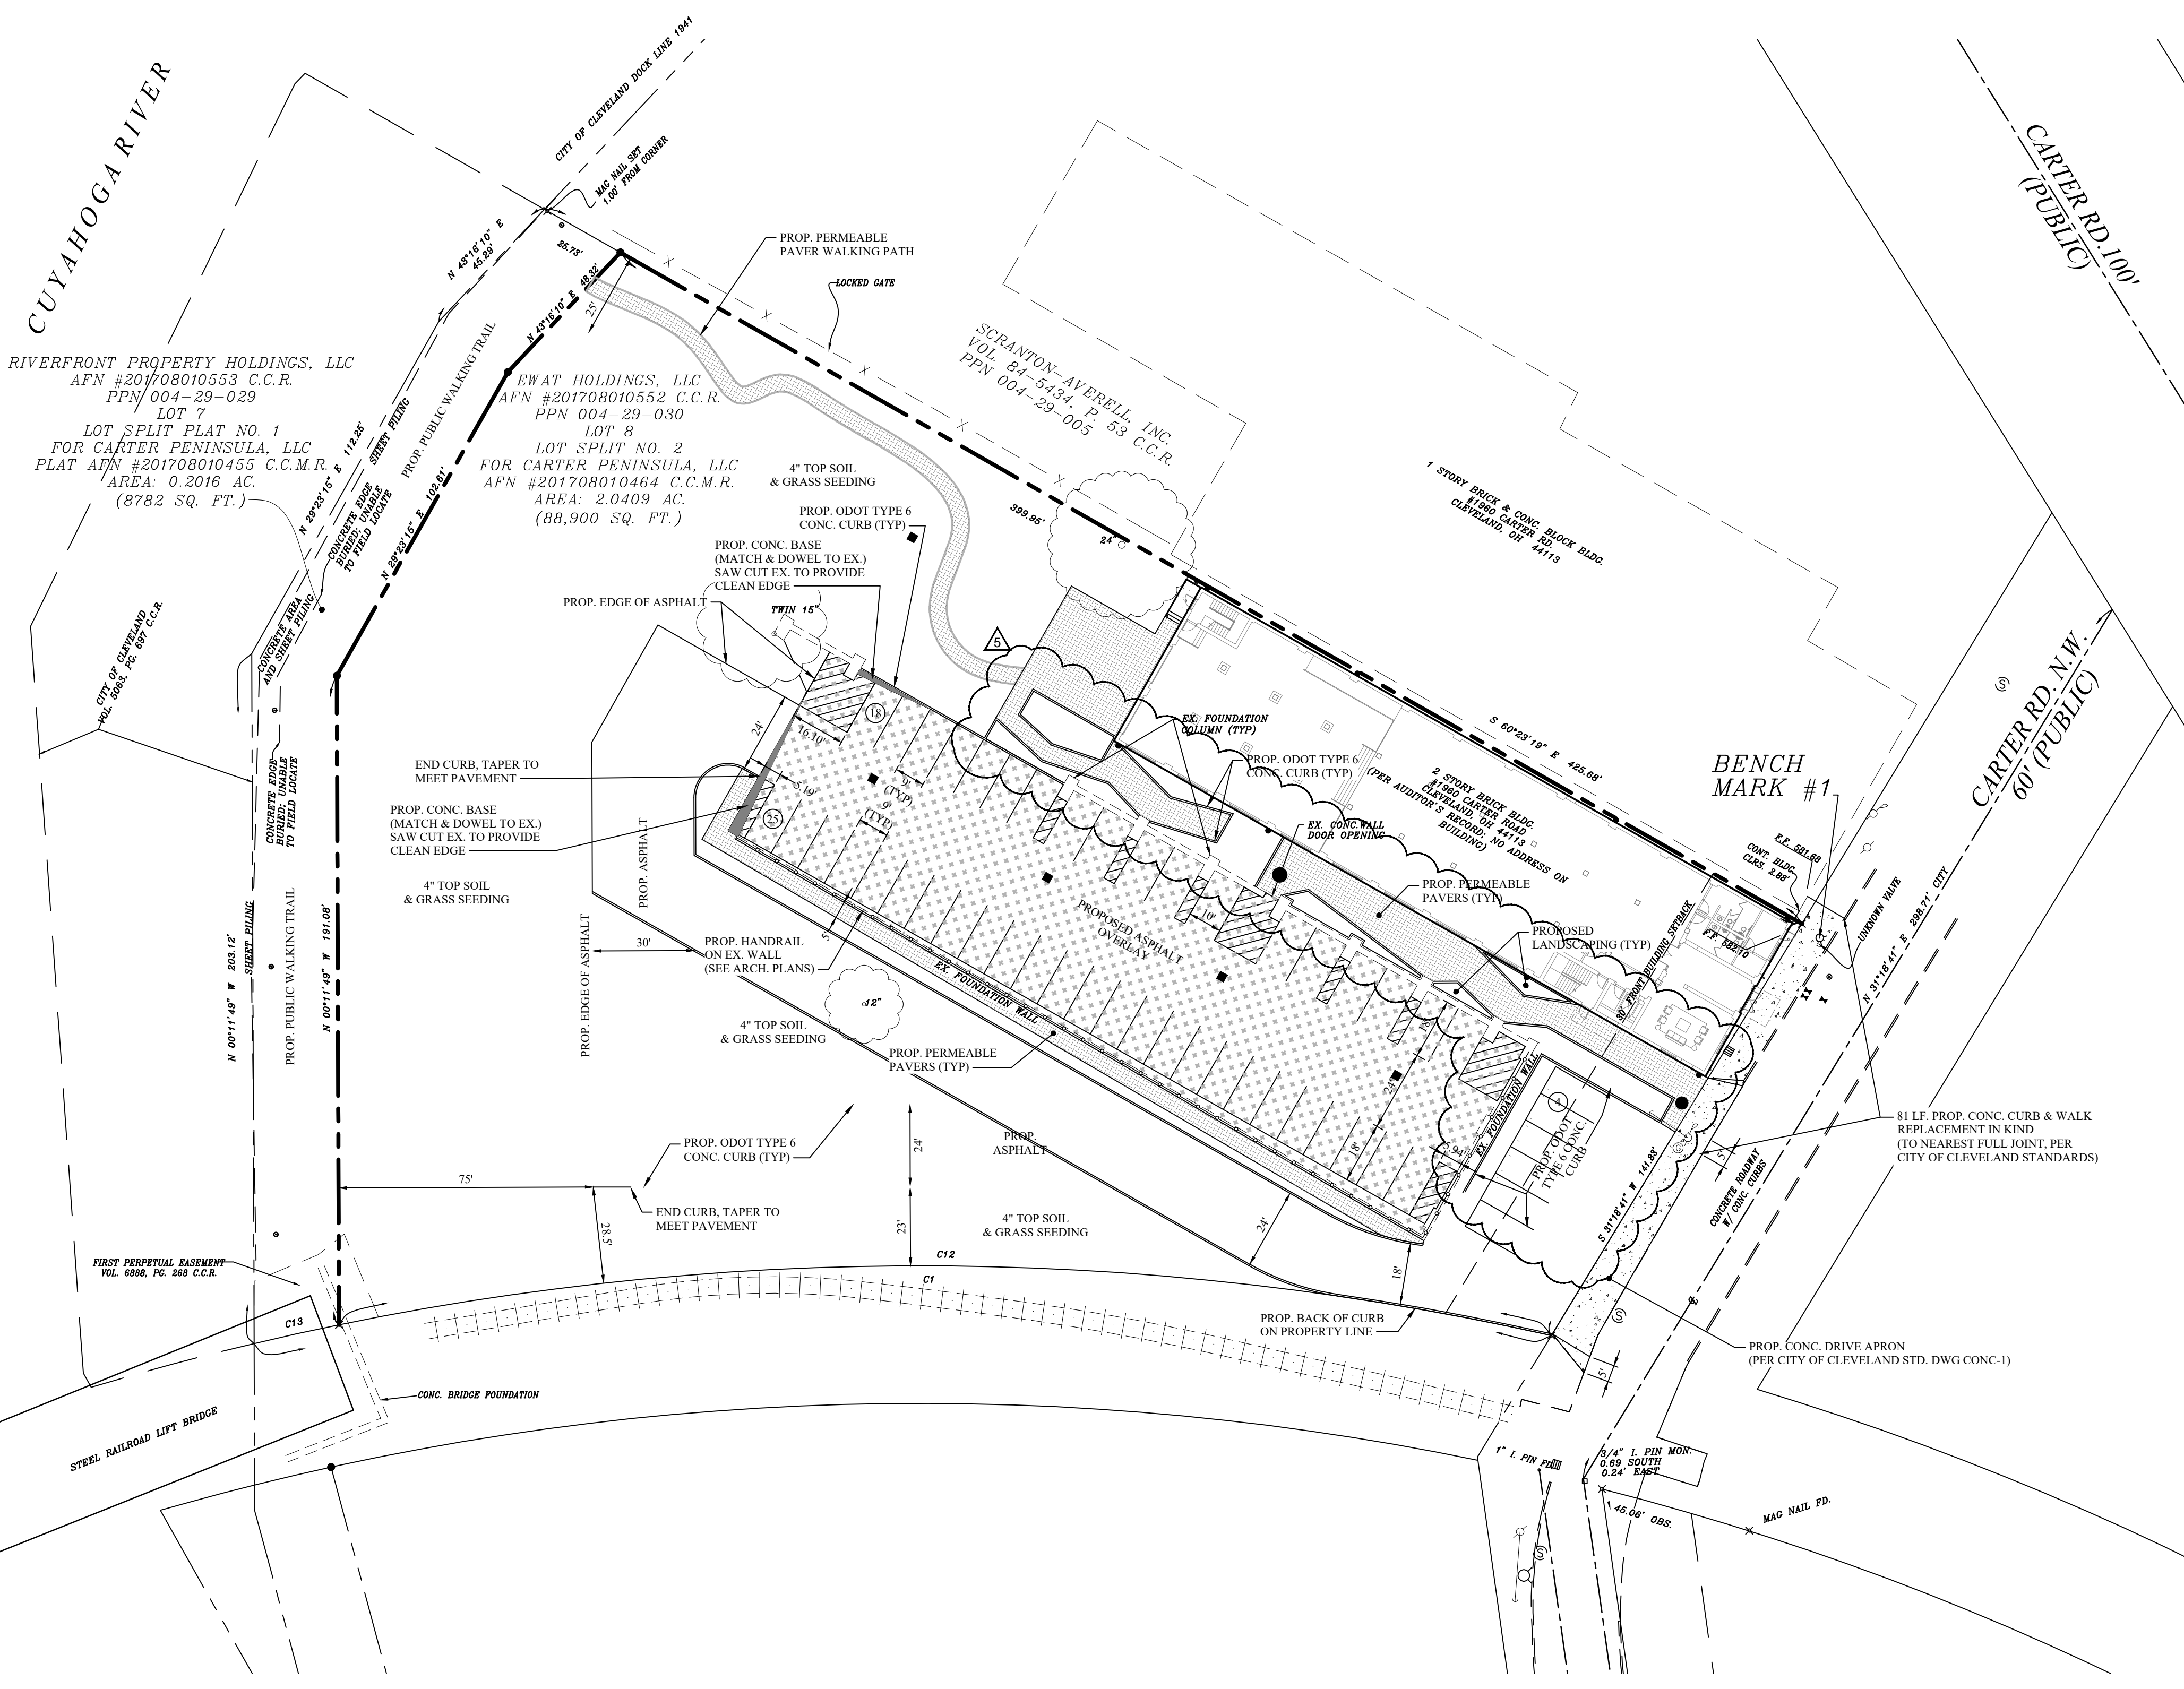 CUYAHOGA RIVER
CITY OF CLEVELAND DOCK LINE 1941
MAG NAIL SET
1.00' FROM CORNER
N 43°16'10" E
45.29'
25.73'
N 43°16'10" E 48.32'
25'
PROP. PERMEABLE
PAVER WALKING PATH
LOCKED GATE
CARTER RD.100'
(PUBLIC)
RIVERFRONT PROPERTY HOLDINGS, LLC
AFN #201708010553 C.C.R.
PPN 004-29-029
LOT 7
LOT SPLIT PLAT NO. 1
FOR CARTER PENINSULA, LLC
PLAT AFN #201708010455 C.C.M.R.
AREA: 0.2016 AC.
(8782 SQ. FT.)
N 29°23'15" E 112.25'
SHEET PILING
CONCRETE EDGE
BURIED; UNABLE
TO FIELD LOCATE
PROP. PUBLIC WALKING TRAIL
N 29°23'15" E 102.61'
EWAT HOLDINGS, LLC
AFN #201708010552 C.C.R.
PPN 004-29-030
LOT 8
LOT SPLIT NO. 2
FOR CARTER PENINSULA, LLC
AFN #201708010464 C.C.M.R.
AREA: 2.0409 AC.
(88,900 SQ. FT.)
SCRANTON-AVERELL, INC.
VOL. 84-5434, P. 53 C.C.R.
PPN 004-29-005
1 STORY BRICK & CONC. BLOCK BLDG.
#1960 CARTER RD.
CLEVELAND, OH 44113
4" TOP SOIL
& GRASS SEEDING
399.95'
24"
PROP. ODOT TYPE 6
CONC. CURB (TYP)
PROP. CONC. BASE
(MATCH & DOWEL TO EX.)
SAW CUT EX. TO PROVIDE
CLEAN EDGE
PROP. EDGE OF ASPHALT
TWIN 15"
CITY OF CLEVELAND
VOL. 5063, PG. 697 C.C.R.
CONCRETE AREA
AND SHEET PILING
5
18
24'
16.10'
EX. FOUNDATION
COLUMN (TYP)
PROP. ODOT TYPE 6
CONC. CURB (TYP)
S 60°23'19" E 425.68'
2 STORY BRICK BLDG.
#1960 CARTER ROAD
CLEVELAND, OH 44113
(PER AUDITOR'S RECORD; NO ADDRESS ON
BUILDING)
BENCH
MARK #1
CARTER RD. N.W.
60' (PUBLIC)
CONCRETE EDGE
BURIED; UNABLE
TO FIELD LOCATE
END CURB, TAPER TO
MEET PAVEMENT
5.19'
9'
(TYP)
9'
(TYP)
25
PROP. CONC. BASE
(MATCH & DOWEL TO EX.)
SAW CUT EX. TO PROVIDE
CLEAN EDGE
PROP. ASPHALT
EX. CONC.WALL
DOOR OPENING
F.F. 581.68
CONT. BLDG.
CLRS. 2.88'
UNKNOWN VALVE
N 31°18'41" E 298.71' CITY
4" TOP SOIL
& GRASS SEEDING
PROP. PERMEABLE
PAVERS (TYP)
PROPOSED ASPHALT
OVERLAY
10'
PROPOSED
LANDSCAPING (TYP)
30' FRONT BUILDING SETBACK
F.F. 582.10
N 00°11'49" W 203.12'
SHEET PILING
PROP. PUBLIC WALKING TRAIL
N 00°11'49" W 191.08'
PROP. EDGE OF ASPHALT
30'
5'
PROP. HANDRAIL
ON EX. WALL
(SEE ARCH. PLANS)
12"
EX. FOUNDATION WALL
4" TOP SOIL
& GRASS SEEDING
PROP. PERMEABLE
PAVERS (TYP)
18'
24'
18'
EX. FOUNDATION WALL
4
PROP. ODOT
TYPE 6 CONC.
CURB
5.94'
81 LF. PROP. CONC. CURB & WALK
REPLACEMENT IN KIND
(TO NEAREST FULL JOINT, PER
CITY OF CLEVELAND STANDARDS)
5'
S 31°18'41" W 141.83'
CONCRETE ROADWAY
W/ CONC. CURBS
PROP. ODOT TYPE 6
CONC. CURB (TYP)
24'
PROP.
ASPHALT
75'
END CURB, TAPER TO
MEET PAVEMENT
28.5'
23'
4" TOP SOIL
& GRASS SEEDING
24'
18'
FIRST PERPETUAL EASEMENT
VOL. 6888, PG. 268 C.C.R.
C12
C1
C13
PROP. BACK OF CURB
ON PROPERTY LINE
PROP. CONC. DRIVE APRON
(PER CITY OF CLEVELAND STD. DWG CONC-1)
5'
CONC. BRIDGE FOUNDATION
STEEL RAILROAD LIFT BRIDGE
1" I. PIN FD
3/4" I. PIN MON.
0.69 SOUTH
0.24' EAST
45.06' OBS.
MAG NAIL FD.